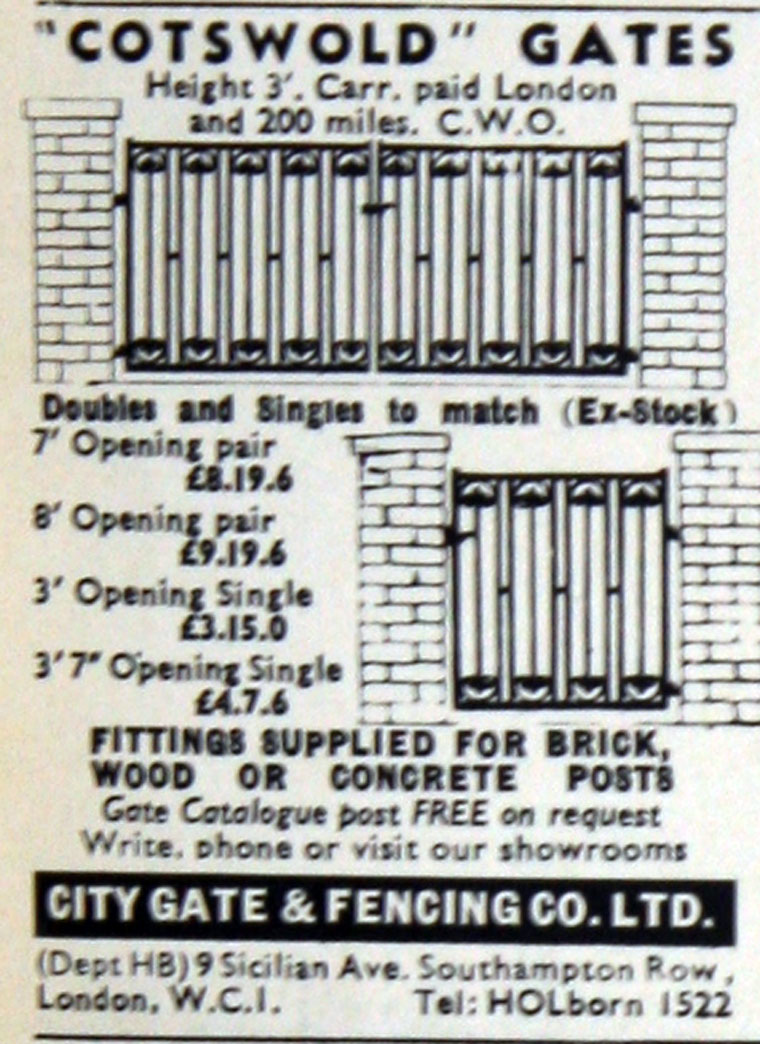 "COTSWOLD" GATES
Height 3'. Carr. paid London
and 200 miles. C.W.O.
Doubles and Singles to match (Ex-Stock)
7' Opening pair
£8.19.6
8' Opening pair
£9.19.6
3' Opening Single
£3.15.0
3'7" Opening Single
£4.7.6
FITTINGS SUPPLIED FOR BRICK,
WOOD OR CONCRETE POSTS
Gate Catalogue post FREE on request
Write, phone or visit our showrooms
CITY GATE & FENCING CO. LTD.
(Dept HB) 9 Sicilian Ave. Southampton Row,
London, W.C.1. Tel: HOLborn 1522